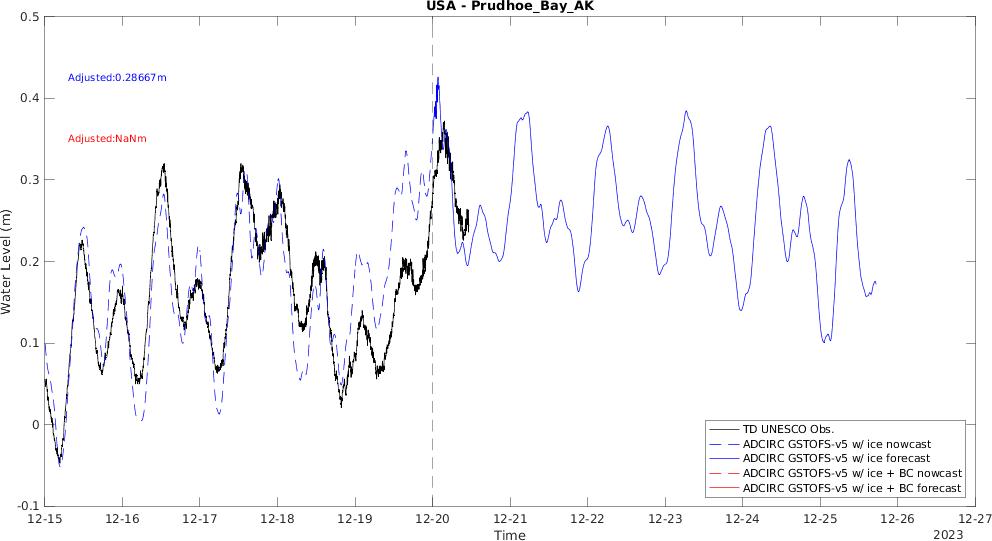 USA - Prudhoe_Bay_AK
Adjusted:0.28667m
Adjusted:NaNm
Water Level (m)
0.5
0.4
0.3
0.2
0.1
0
-0.1
TD UNESCO Obs.
ADCIRC GSTOFS-v5 w/ ice nowcast
ADCIRC GSTOFS-v5 w/ ice forecast
ADCIRC GSTOFS-v5 w/ ice + BC nowcast
ADCIRC GSTOFS-v5 w/ ice + BC forecast
12-15 12-16 12-17 12-18 12-19 12-20 12-21 12-22 12-23 12-24 12-25 12-26 12-27
Time
2023